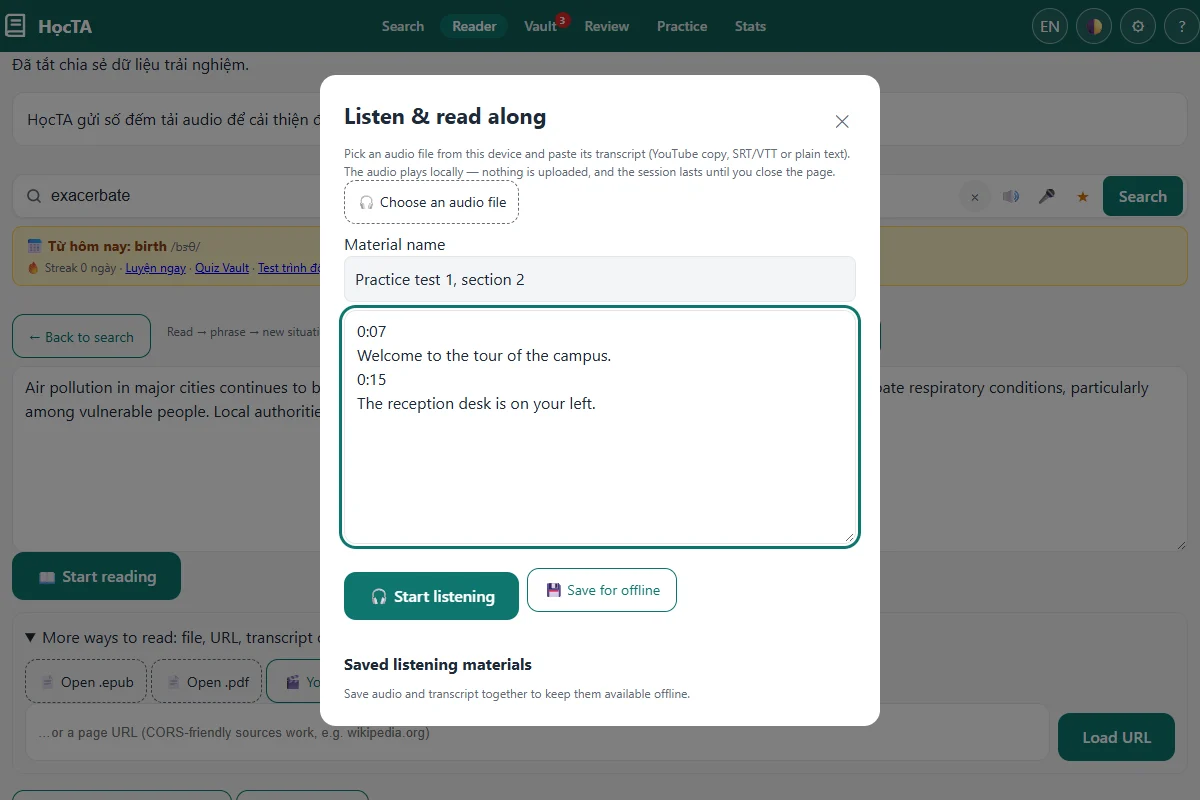 HọcTA
Search Reader Vault 3 Review Practice Stats
EN ?
Đã tắt chia sẻ dữ liệu trải nghiệm.
HọcTA gửi số đếm tải audio để cải thiện
exacerbate
× Search
Từ hôm nay: birth /bɝθ/
Streak 0 ngày · Luyện ngay · Quiz Vault · Test trình
← Back to search
Read → phrase → new
Air pollution in major cities continues to
respiratory conditions, particularly
among vulnerable people. Local
Start reading
▼ More ways to read: file, URL, transcript
Open .epub Open .pdf
…or a page URL (CORS-friendly sources work, e.g. wikipedia.org)
Load URL
Listen & read along
Pick an audio file from this device and paste its transcript (YouTube copy, SRT/VTT or plain text).
The audio plays locally — nothing is uploaded, and the session lasts until you close the page.
Choose an audio file
Material name
Practice test 1, section 2
0:07
Welcome to the tour of the campus.
0:15
The reception desk is on your left.
Start listening
Save for offline
Saved listening materials
Save audio and transcript together to keep them available offline.